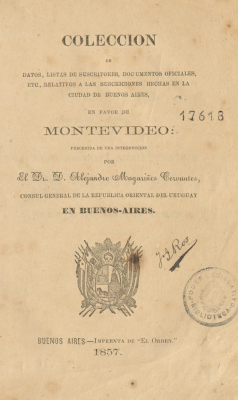 COLECCION
DE
DATOS, LISTAS DE SUSCRITORES, DOCUMENTOS OFICIALES,
ETC, RELATIVOS A LAS SUSCRICIONES HECHAS EN LA
CIUDAD DE BUENOS AIRES,
EN FAVOR DE
17618
MONTEVIDEO:
PRECEDIDA DE UNA INTRODUCCION
POR
El Dr. D. Alejandro Magariños Cervantes,
CONSUL GENERAL DE LA REPUBLICA ORIENTAL DEL URUGUAY
EN BUENOS-AIRES.
BIBLIOTECA
BUENOS AIRES—IMPRENTA DE "EL ORDEN."
1857.